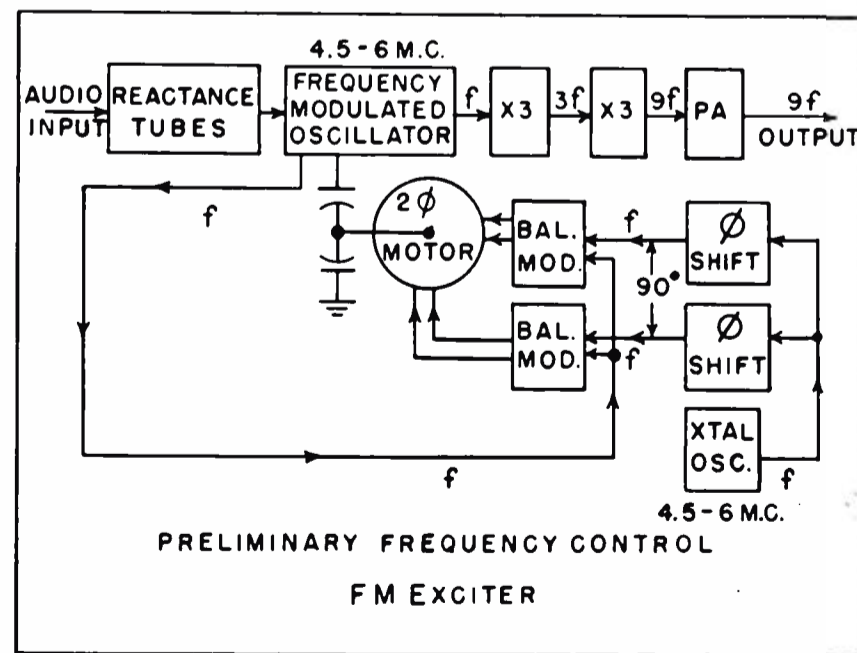 4.5-6 M.C.
AUDIO
INPUT
REACTANCE
TUBES
FREQUENCY
MODULATED
OSCILLATOR
f
X3
3f
X3
9f
PA
9f
OUTPUT
f
2φ
MOTOR
BAL.
MOD.
f
Ø
SHIFT
90°
BAL.
MOD.
f
Ø
SHIFT
XTAL
OSC.
f
f
4.5-6 M.C.
PRELIMINARY FREQUENCY CONTROL
FM EXCITER